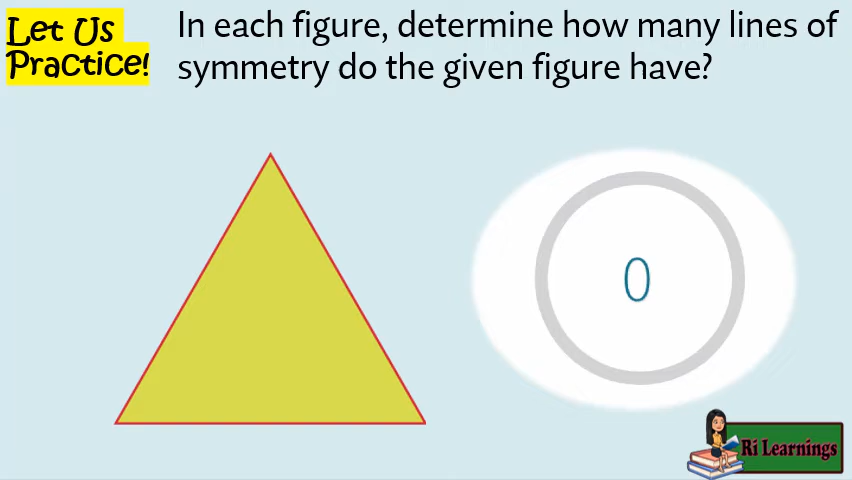 Let Us
Practice!
In each figure, determine how many lines of
symmetry do the given figure have?
0
Ri Learnings